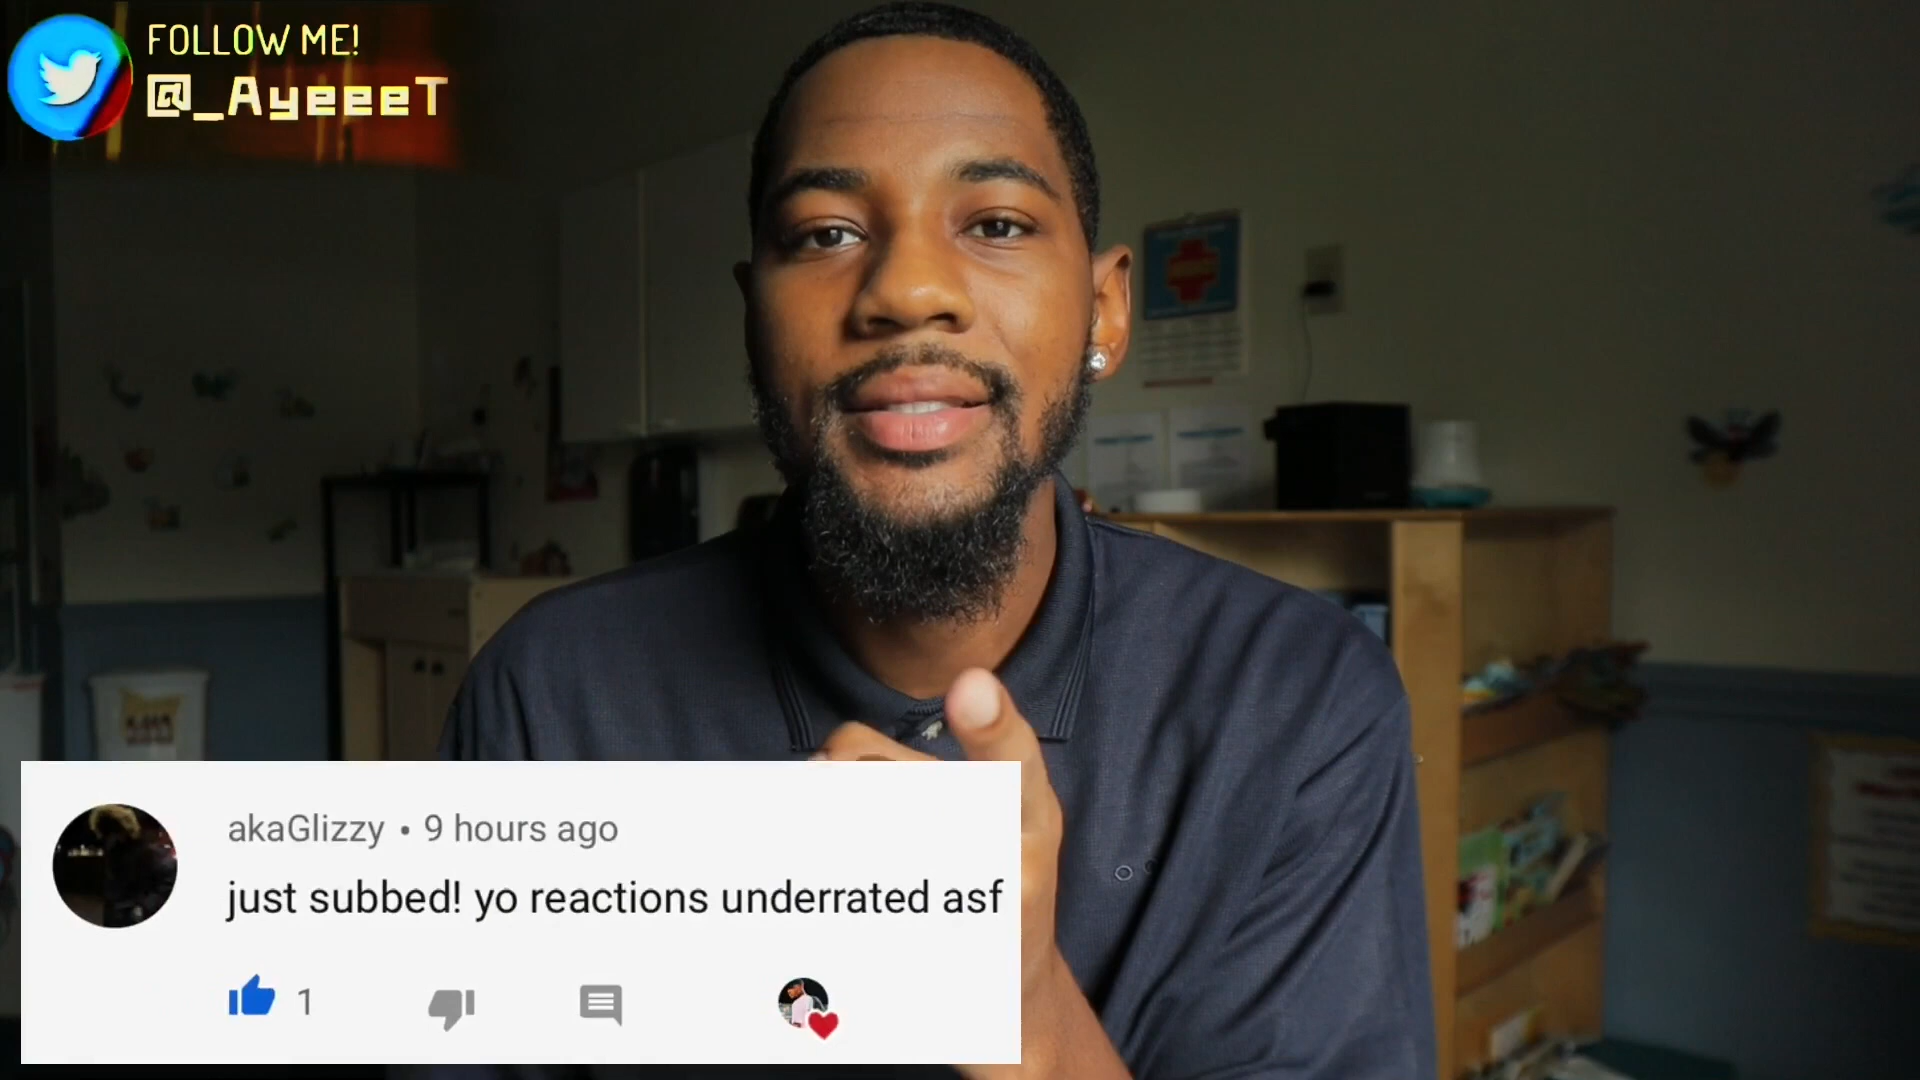 FOLLOW ME!
@_AyeeeT
akaGlizzy • 9 hours ago
just subbed! yo reactions underrated asf
1